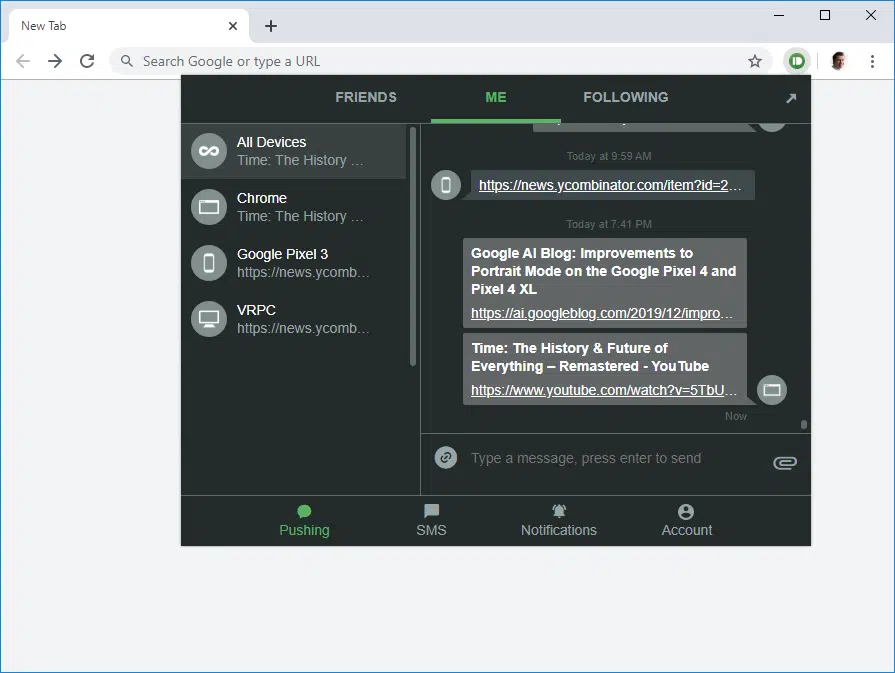 New Tab
Search Google or type a URL
FRIENDS
ME
FOLLOWING
All Devices
Time: The History …
Chrome
Time: The History …
Google Pixel 3
https://news.ycomb…
VRPC
https://news.ycomb…
Today at 9:59 AM
https://news.ycombinator.com/item?id=2…
Today at 7:41 PM
Google AI Blog: Improvements to
Portrait Mode on the Google Pixel 4 and
Pixel 4 XL
https://ai.googleblog.com/2019/12/impro…
Time: The History & Future of
Everything – Remastered - YouTube
https://www.youtube.com/watch?v=5TbU…
Now
Type a message, press enter to send
Pushing
SMS
Notifications
Account